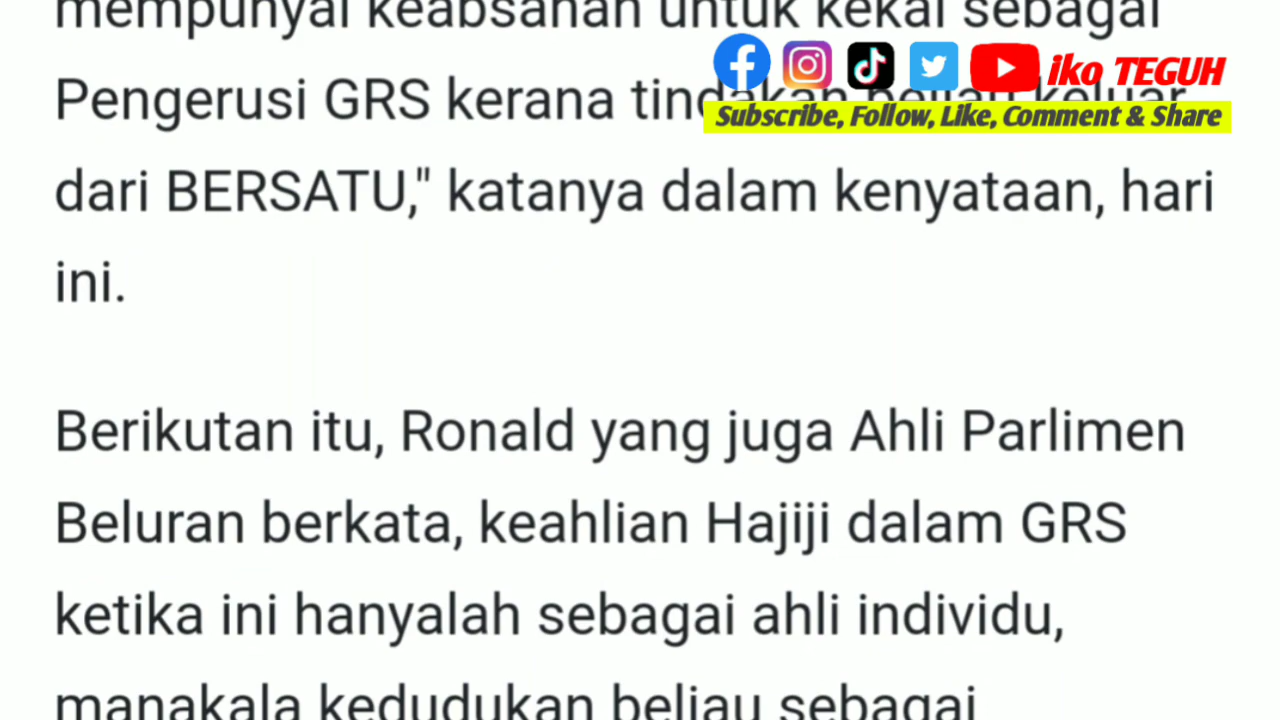 mempunyai keabsahan untuk kekal sebagai
Pengerusi GRS kerana tindakan beliau keluar
iko TEGUH
Subscribe, Follow, Like, Comment & Share
dari BERSATU," katanya dalam kenyataan, hari
ini.
Berikutan itu, Ronald yang juga Ahli Parlimen
Beluran berkata, keahlian Hajiji dalam GRS
ketika ini hanyalah sebagai ahli individu,
manakala kedudukan beliau sebagai